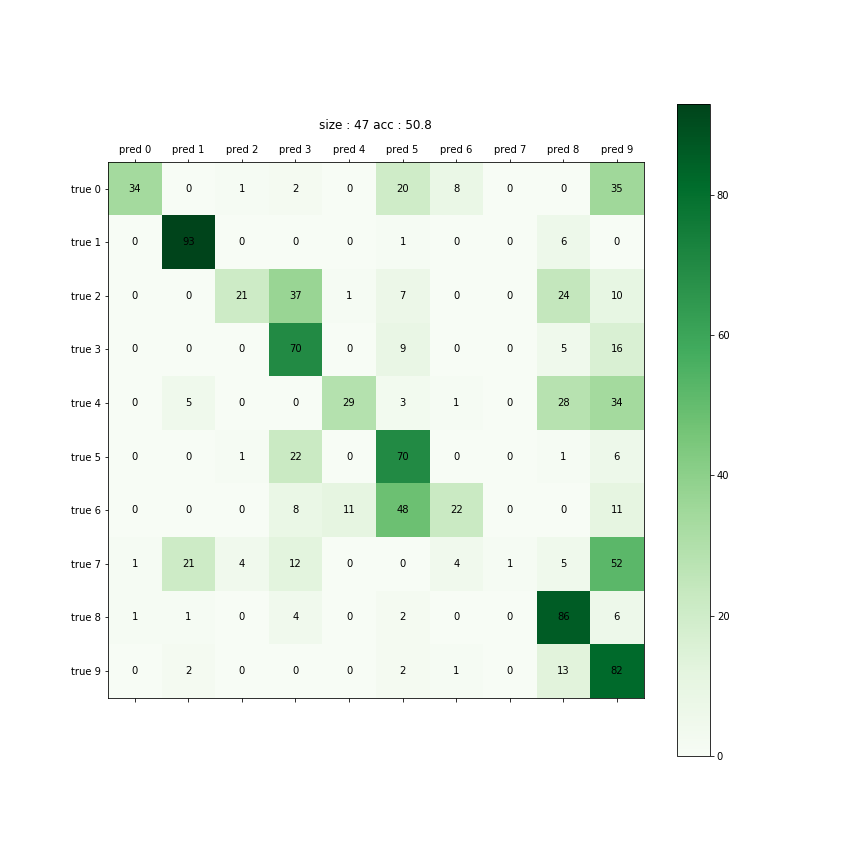 size : 47 acc : 50.8
pred 0 pred 1 pred 2 pred 3 pred 4 pred 5 pred 6 pred 7 pred 8 pred 9
true 0 34 0 1 2 0 20 8 0 0 35
true 1 0 93 0 0 0 1 0 0 6 0
true 2 0 0 21 37 1 7 0 0 24 10
true 3 0 0 0 70 0 9 0 0 5 16
true 4 0 5 0 0 29 3 1 0 28 34
true 5 0 0 1 22 0 70 0 0 1 6
true 6 0 0 0 8 11 48 22 0 0 11
true 7 1 21 4 12 0 0 4 1 5 52
true 8 1 1 0 4 0 2 0 0 86 6
true 9 0 2 0 0 0 2 1 0 13 82
80
60
40
20
0